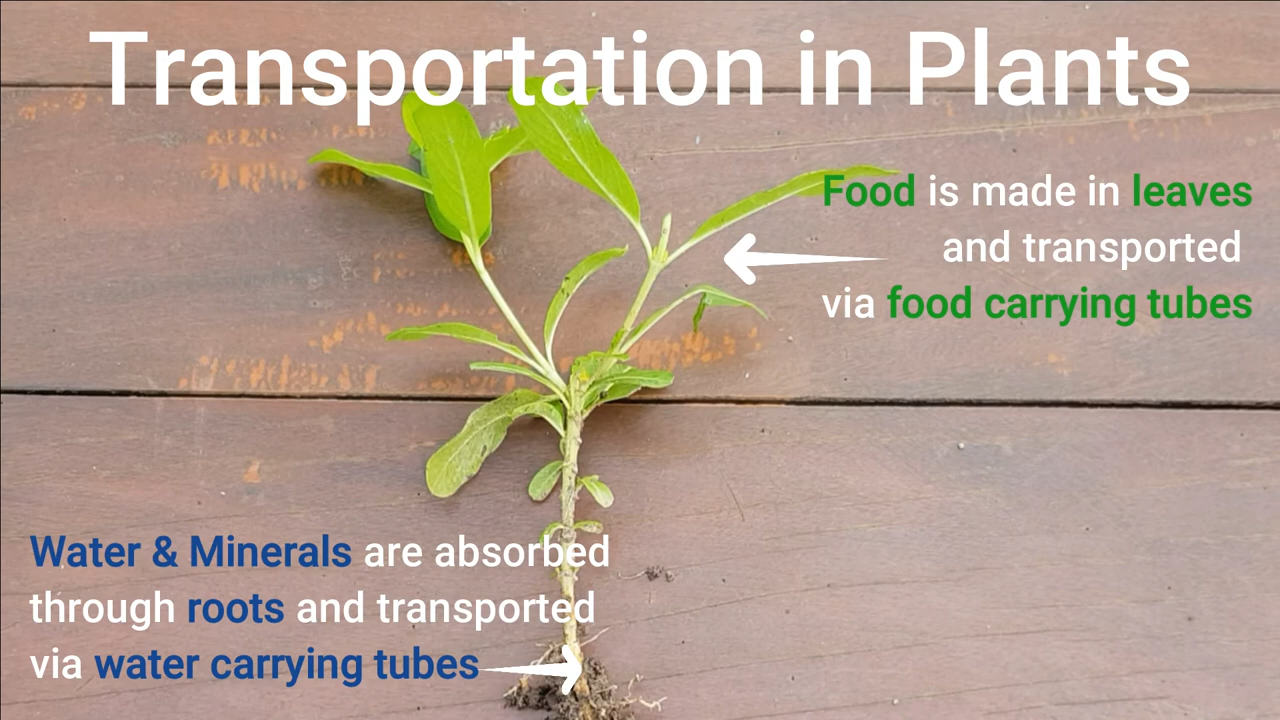 Transportation in Plants
Food is made in leaves
and transported
via food carrying tubes
Water & Minerals are absorbed
through roots and transported
via water carrying tubes